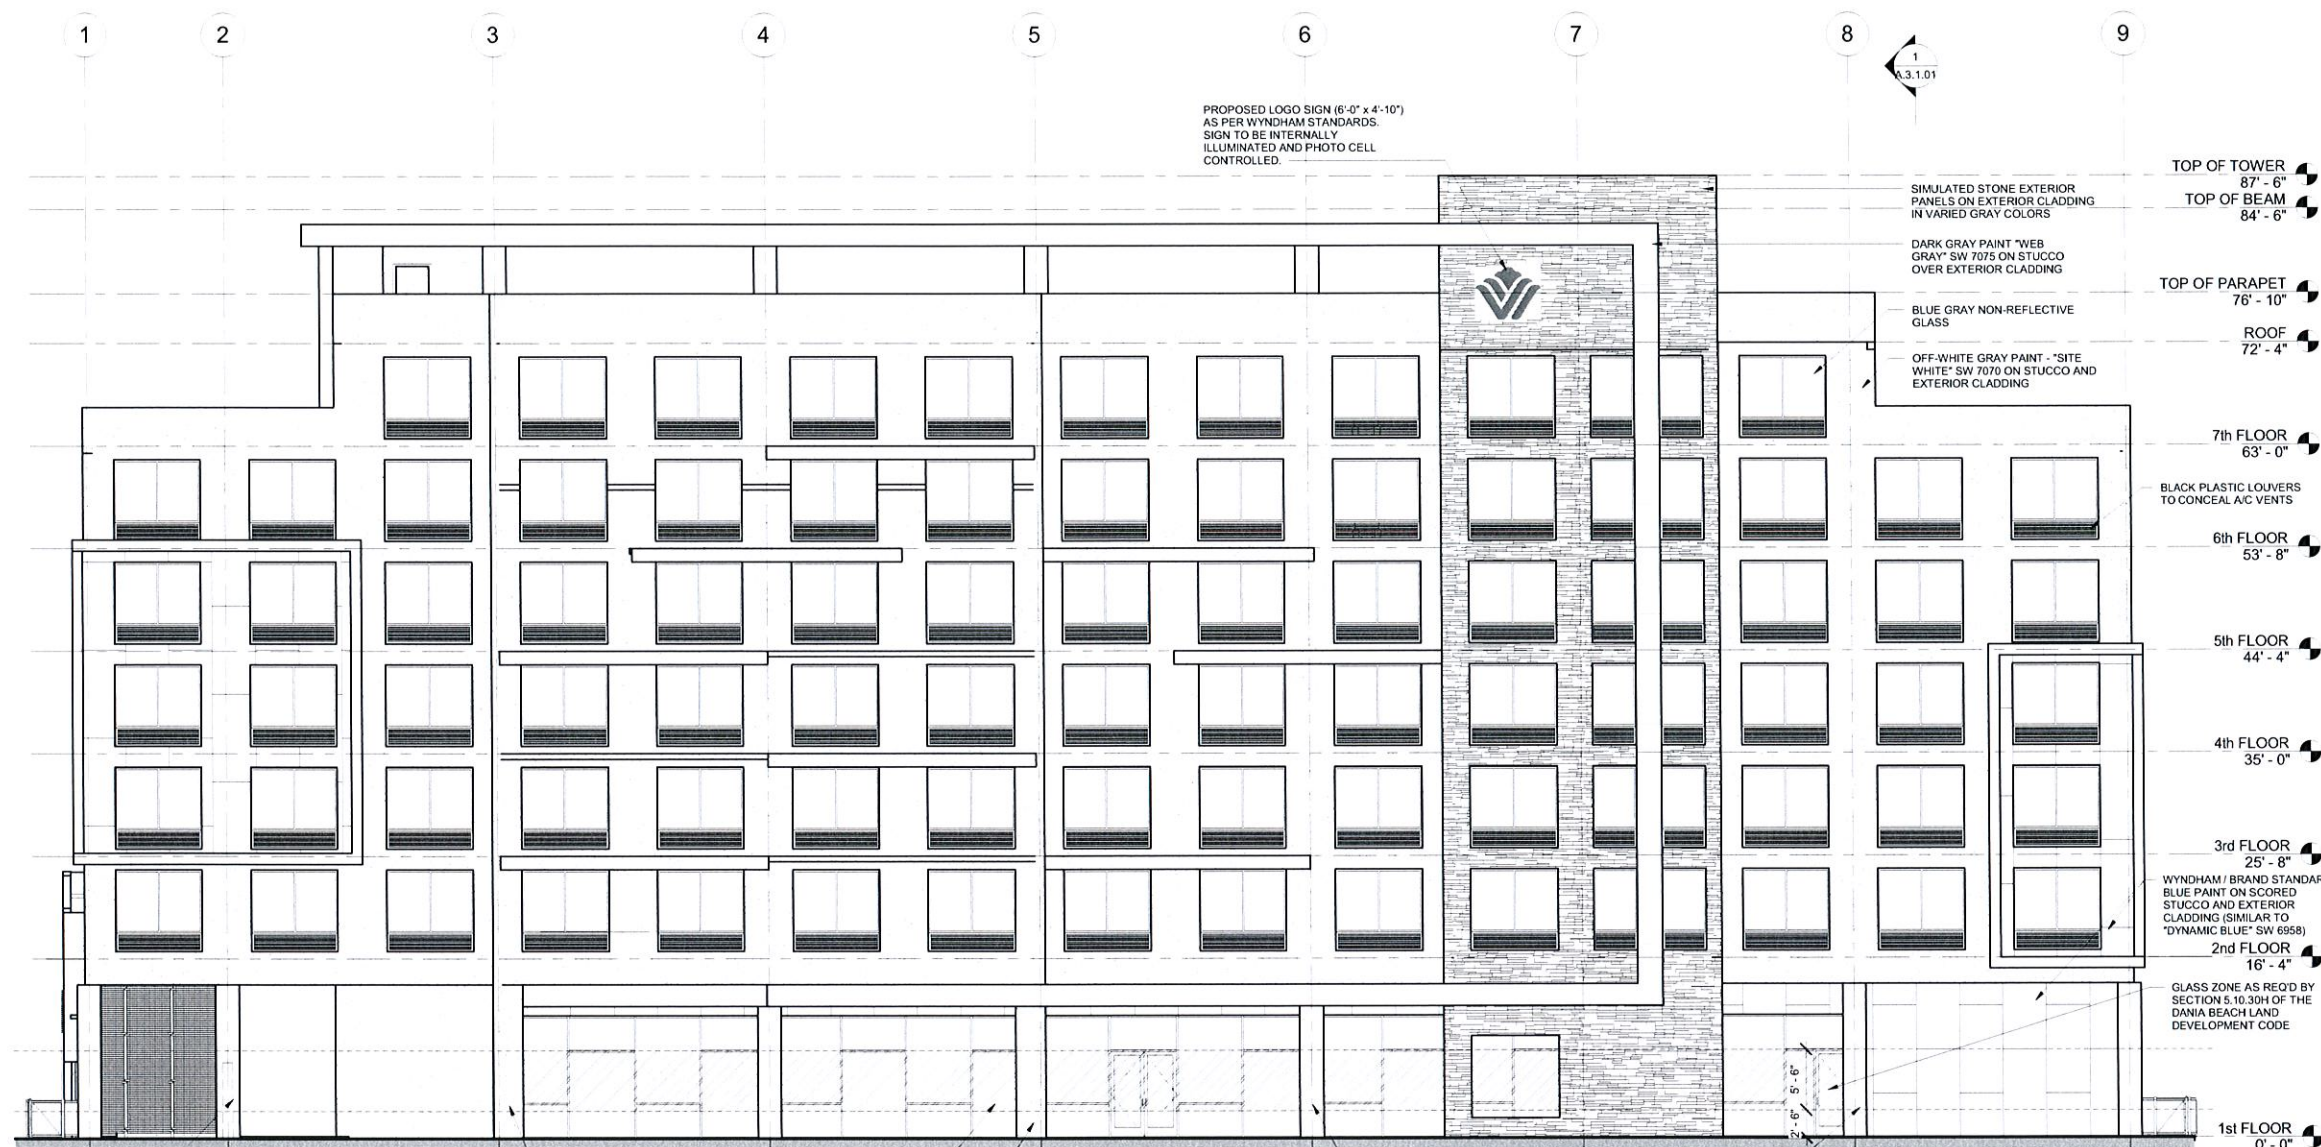 1
2
3
4
5
6
7
8
9
1
A.3.1.01
PROPOSED LOGO SIGN (6'-0" x 4'-10")
AS PER WYNDHAM STANDARDS.
SIGN TO BE INTERNALLY
ILLUMINATED AND PHOTO CELL
CONTROLLED.
TOP OF TOWER
87' - 6"
TOP OF BEAM
84' - 6"
SIMULATED STONE EXTERIOR
PANELS ON EXTERIOR CLADDING
IN VARIED GRAY COLORS
DARK GRAY PAINT "WEB
GRAY" SW 7075 ON STUCCO
OVER EXTERIOR CLADDING
TOP OF PARAPET
76' - 10"
BLUE GRAY NON-REFLECTIVE
GLASS
ROOF
72' - 4"
OFF-WHITE GRAY PAINT - "SITE
WHITE" SW 7070 ON STUCCO AND
EXTERIOR CLADDING
7th FLOOR
63' - 0"
BLACK PLASTIC LOUVERS
TO CONCEAL A/C VENTS
6th FLOOR
53' - 8"
5th FLOOR
44' - 4"
4th FLOOR
35' - 0"
3rd FLOOR
25' - 8"
WYNDHAM / BRAND STANDAR
BLUE PAINT ON SCORED
STUCCO AND EXTERIOR
CLADDING (SIMILAR TO
"DYNAMIC BLUE" SW 6958)
2nd FLOOR
16' - 4"
GLASS ZONE AS REQ'D BY
SECTION 5.10.30H OF THE
DANIA BEACH LAND
DEVELOPMENT CODE
5' - 6"
2' - 6"
1st FLOOR
0' - 0"